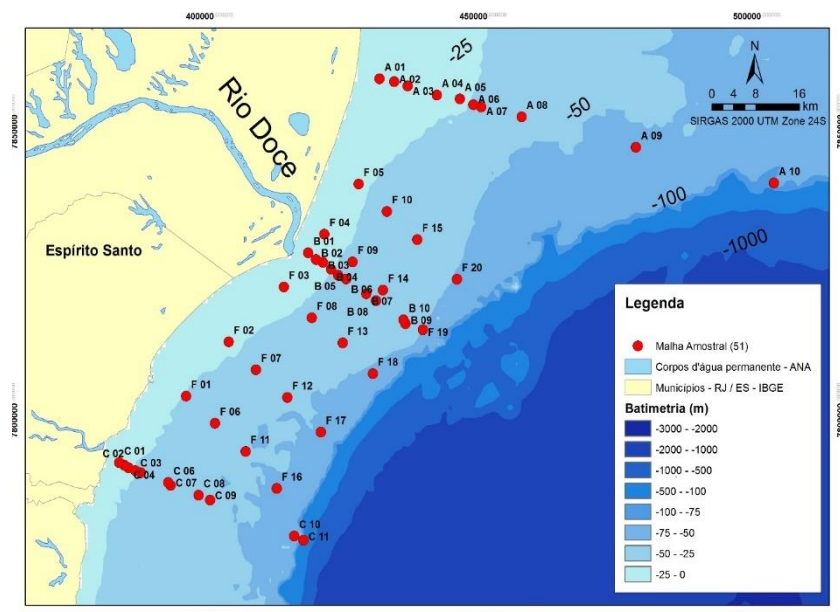 400000
450000
500000
7850000
7850000
7800000
7800000
-25
-50
-100
-1000
N
0 4 8 16
km
SIRGAS 2000 UTM Zone 24S
Rio Doce
Espírito Santo
A 01
A 02
A 03
A 04
A 05
A 06
A 07
A 08
A 09
A 10
F 05
F 10
F 15
F 20
F 04
B 01
B 02
B 03
B 04
B 05
B 06
B 07
B 08
B 10
B 09
F 09
F 14
F 19
F 03
F 08
F 13
F 18
F 02
F 07
F 12
F 17
F 01
F 06
F 11
F 16
C 02
C 01
C 03
C 04
C 06
C 07
C 08
C 09
C 10
C 11
Legenda
Malha Amostral (51)
Corpos d'água permanente - ANA
Municípios - RJ / ES - IBGE
Batimetria (m)
-3000 - -2000
-2000 - -1000
-1000 - -500
-500 - -100
-100 - -75
-75 - -50
-50 - -25
-25 - 0